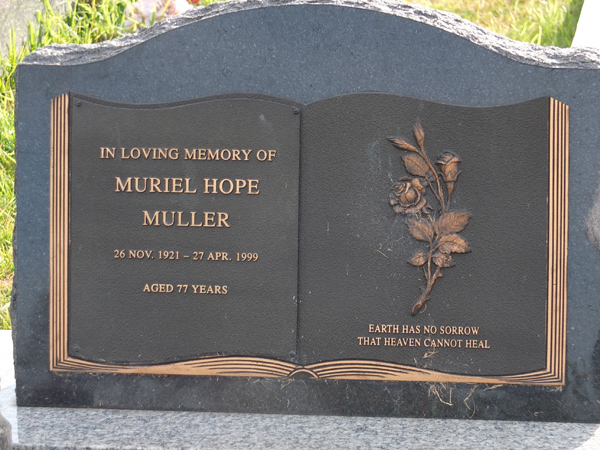 IN LOVING MEMORY OF
MURIEL HOPE
MULLER
26 NOV. 1921 – 27 APR. 1999
AGED 77 YEARS
EARTH HAS NO SORROW
THAT HEAVEN CANNOT HEAL